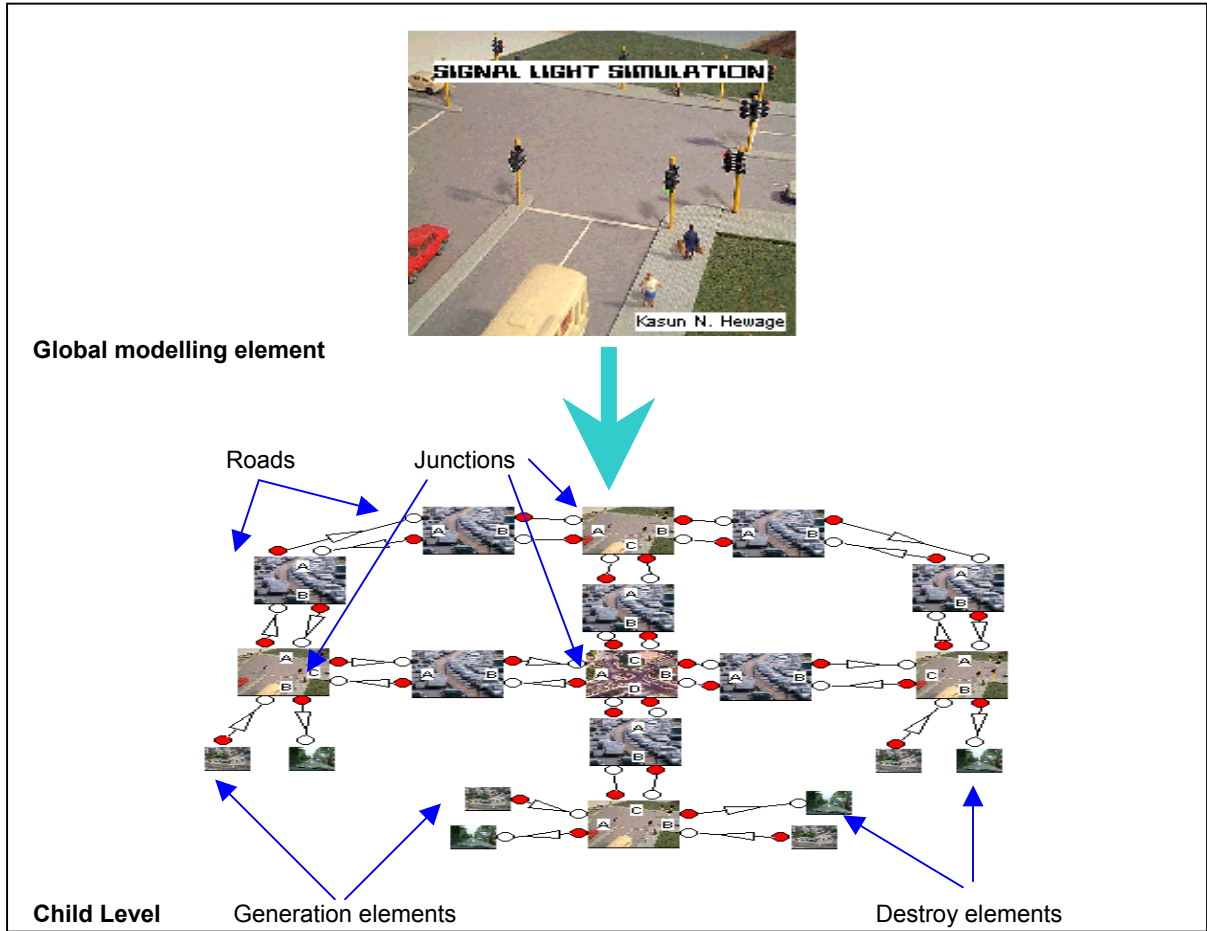 SIGNAL LIGHT SIMULATION
Kasun N. Hewage
Global modelling element
Roads
Junctions
A B
A B
C
A B
A
B
A
B
A
B
A
C
B
A B
C
A B
D
A B
A
C
B
A
B
C
A B
Child Level
Generation elements
Destroy elements